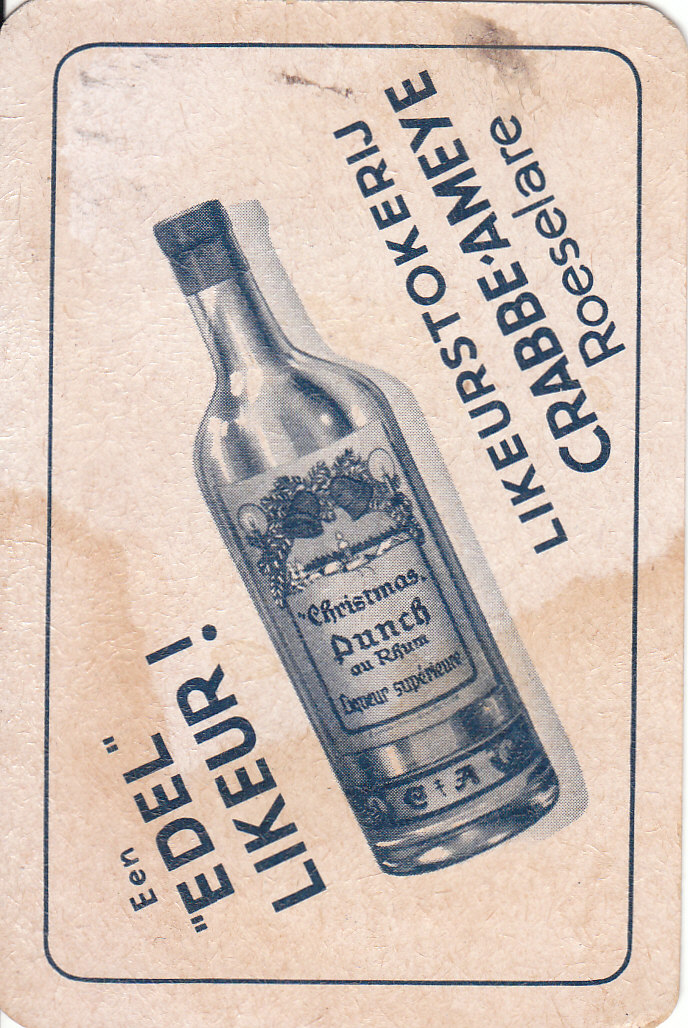 LIKEURSTOKERIJ
CRABBE-AMEYE
Roeselare
"Christmas"
Punch
au Rhum
Liqueur supérieure
C & A
Een
"EDEL"
LIKEUR!